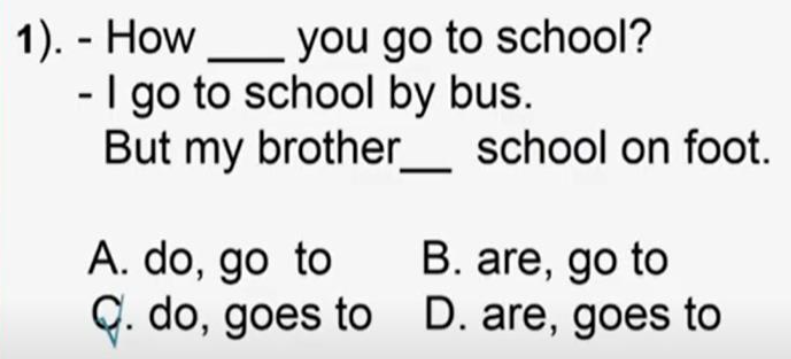 1). - How ___ you go to school?
- I go to school by bus.
But my brother__ school on foot.
A. do, go to B. are, go to
C. do, goes to D. are, goes to